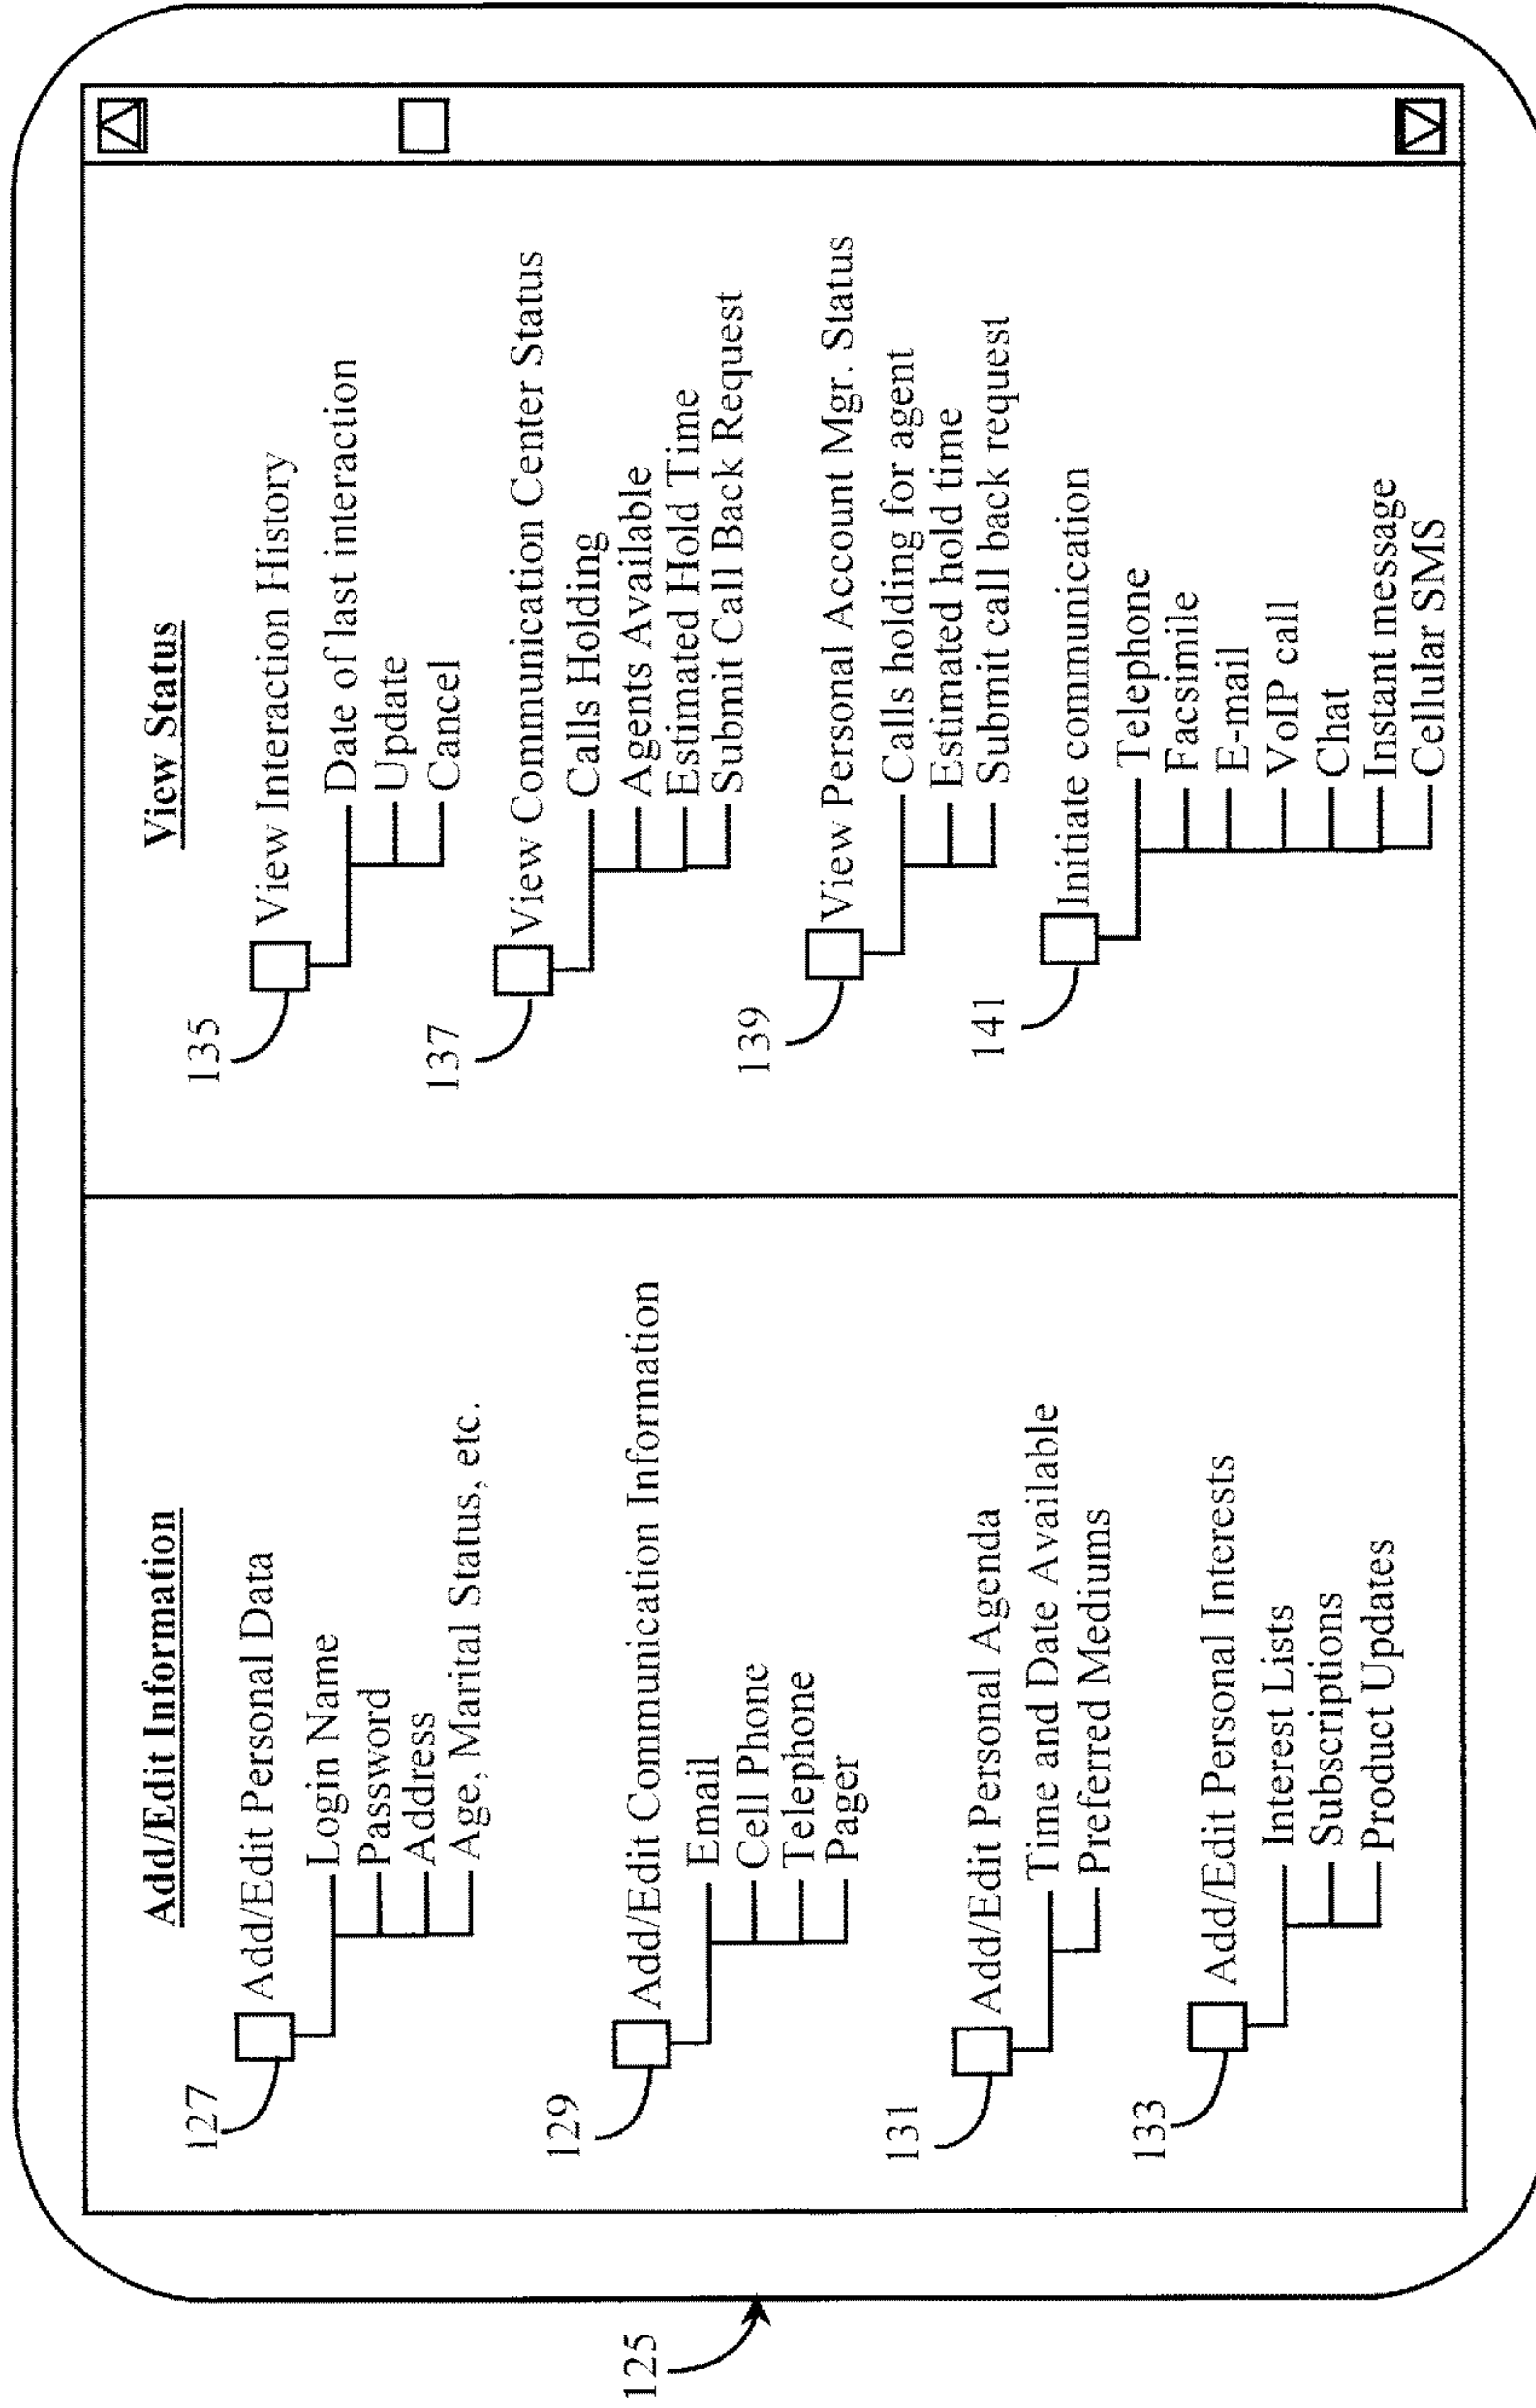 125
Add/Edit Information
127
Add/Edit Personal Data
Login Name
Password
Address
Age, Marital Status, etc.
129
Add/Edit Communication Information
Email
Cell Phone
Telephone
Pager
131
Add/Edit Personal Agenda
Time and Date Available
Preferred Mediums
133
Add/Edit Personal Interests
Interest Lists
Subscriptions
Product Updates
View Status
135
View Interaction History
Date of last interaction
Update
Cancel
137
View Communication Center Status
Calls Holding
Agents Available
Estimated Hold Time
Submit Call Back Request
139
View Personal Account Mgr. Status
Calls holding for agent
Estimated hold time
Submit call back request
141
Initiate communication
Telephone
Facsimile
E-mail
VoIP call
Chat
Instant message
Cellular SMS